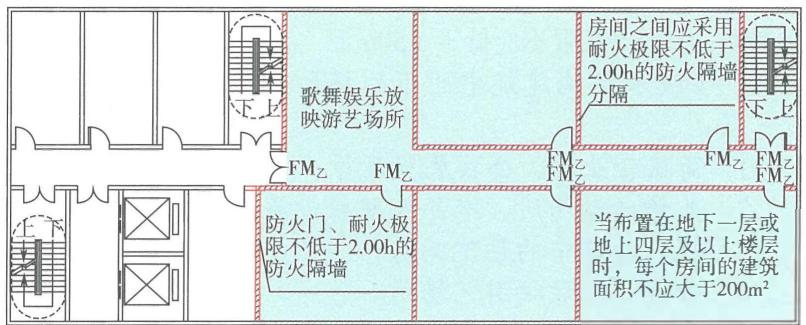 房间之间应采用
耐火极限不低于
2.00h的防火隔墙
分隔
下 上
歌舞娱乐放
映游艺场所
下 上
FM乙
FM乙
FM乙
FM乙
FM乙
FM乙
FM乙
上 下
防火门、耐火极
限不低于2.00h的
防火隔墙
当布置在地下一层或
地上四层及以上楼层
时，每个房间的建筑
面积不应大于200m²